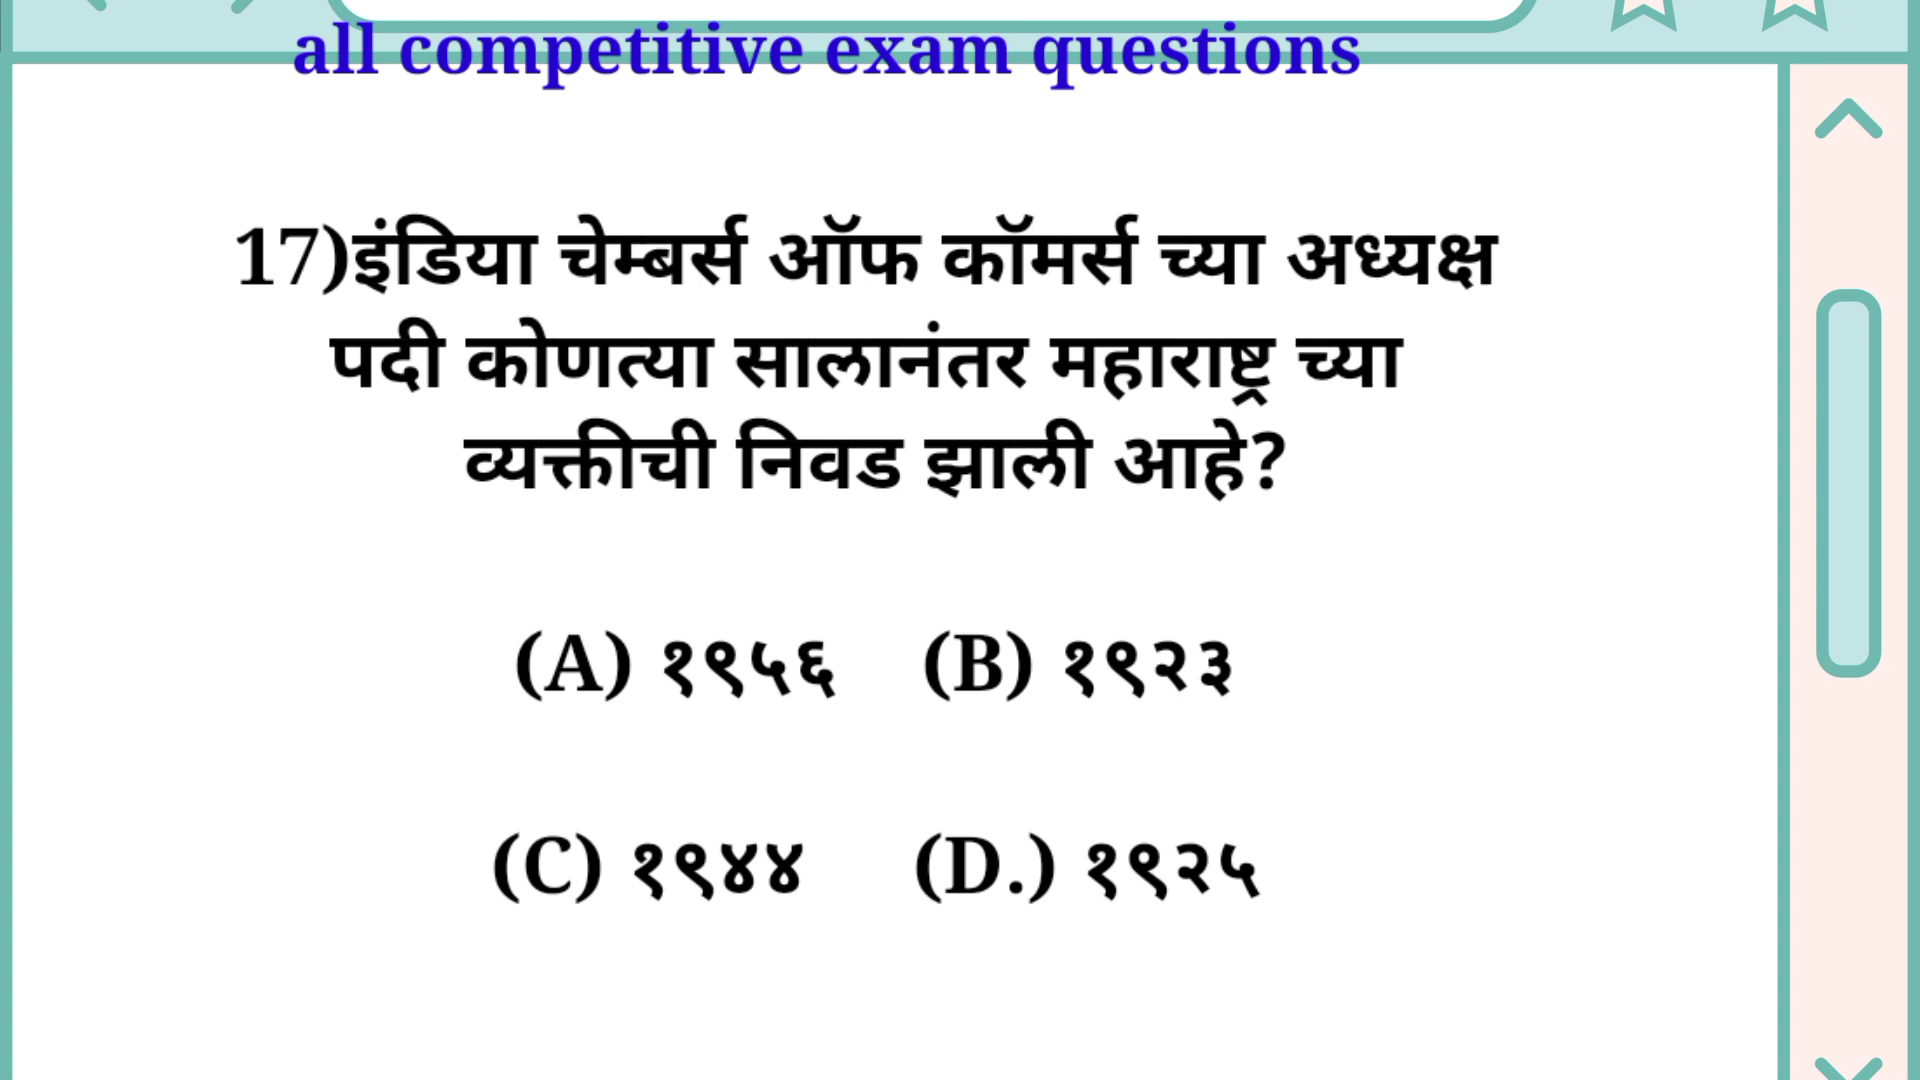 all competitive exam questions
17)इंडिया चेम्बर्स ऑफ कॉमर्स च्या अध्यक्ष
पदी कोणत्या सालानंतर महाराष्ट्र च्या
व्यक्तीची निवड झाली आहे?
(A) १९५६ (B) १९२३
(C) १९४४ (D.) १९२५